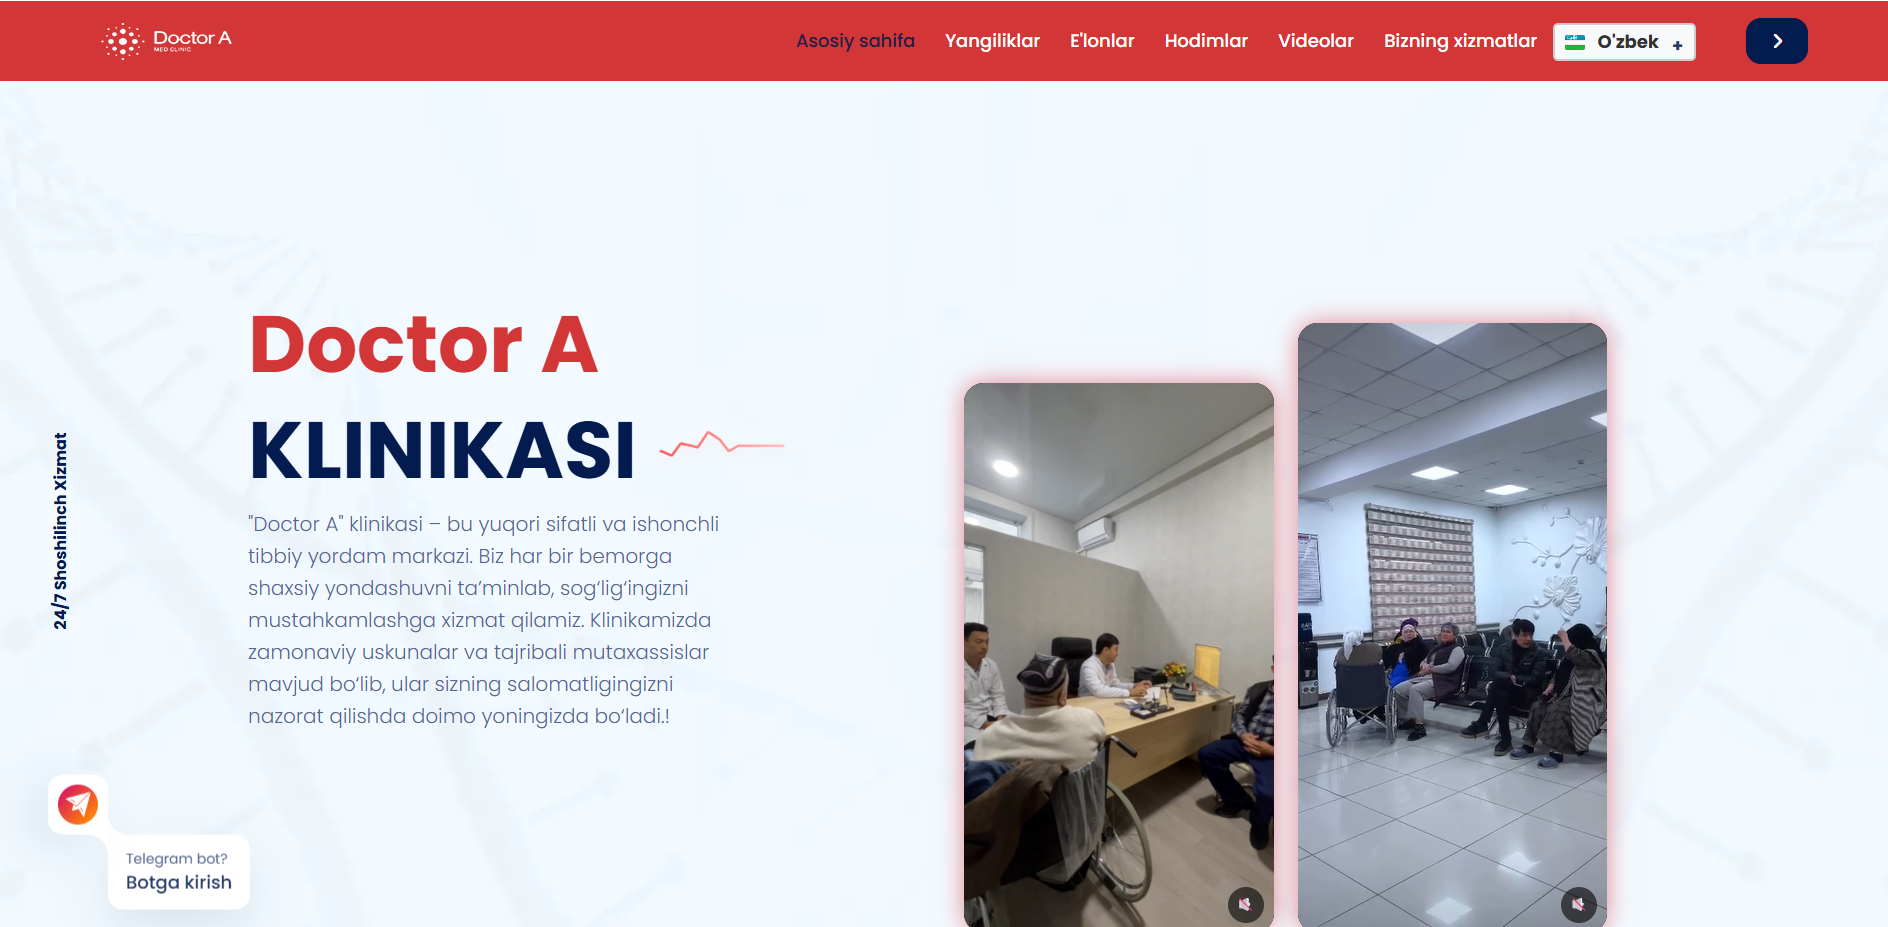 Doctor A
MED CLINIC
Asosiy sahifa
Yangiliklar
E'lonlar
Hodimlar
Videolar
Bizning xizmatlar
O'zbek +
Doctor A
KLINIKASI
"Doctor A" klinikasi – bu yuqori sifatli va ishonchli
tibbiy yordam markazi. Biz har bir bemorga
shaxsiy yondashuvni ta’minlab, sog‘lig‘ingizni
mustahkamlashga xizmat qilamiz. Klinikamizda
zamonaviy uskunalar va tajribali mutaxassislar
mavjud bo‘lib, ular sizning salomatligingizni
nazorat qilishda doimo yoningizda bo‘ladi.!
24/7 Shoshilinch Xizmat
Telegram bot?
Botga kirish